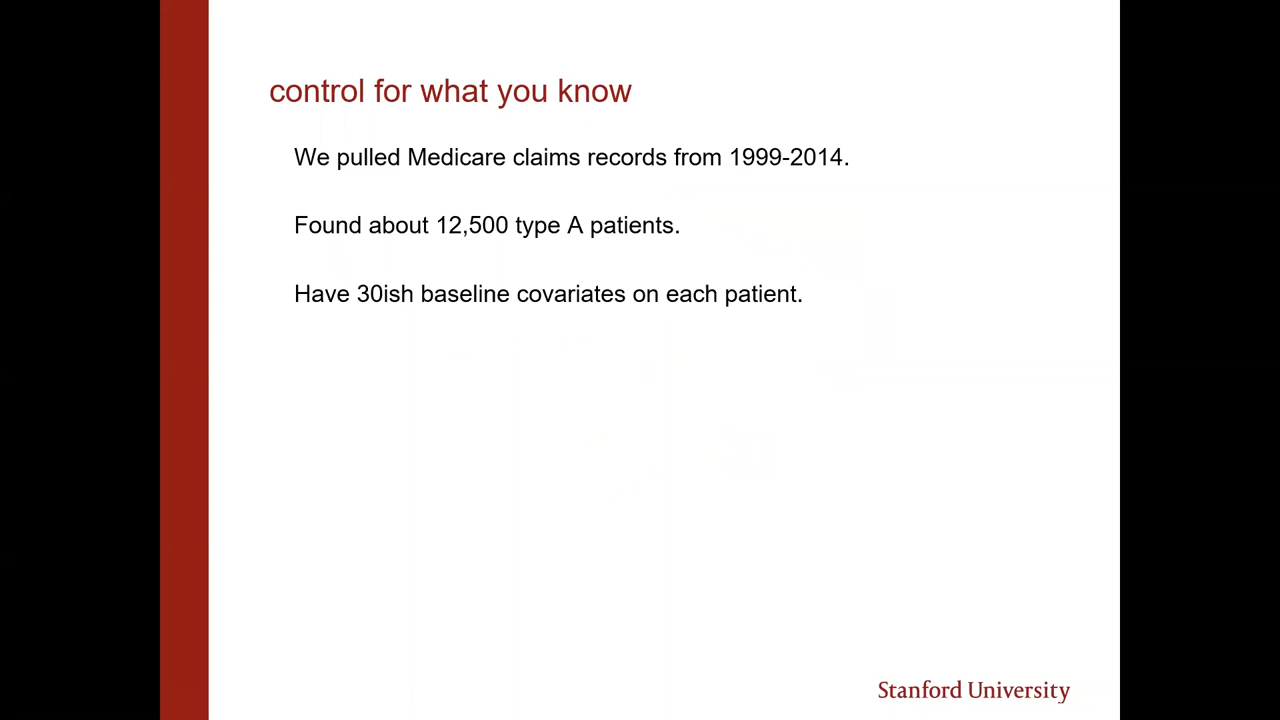 control for what you know
We pulled Medicare claims records from 1999-2014.
Found about 12,500 type A patients.
Have 30ish baseline covariates on each patient.
Stanford University